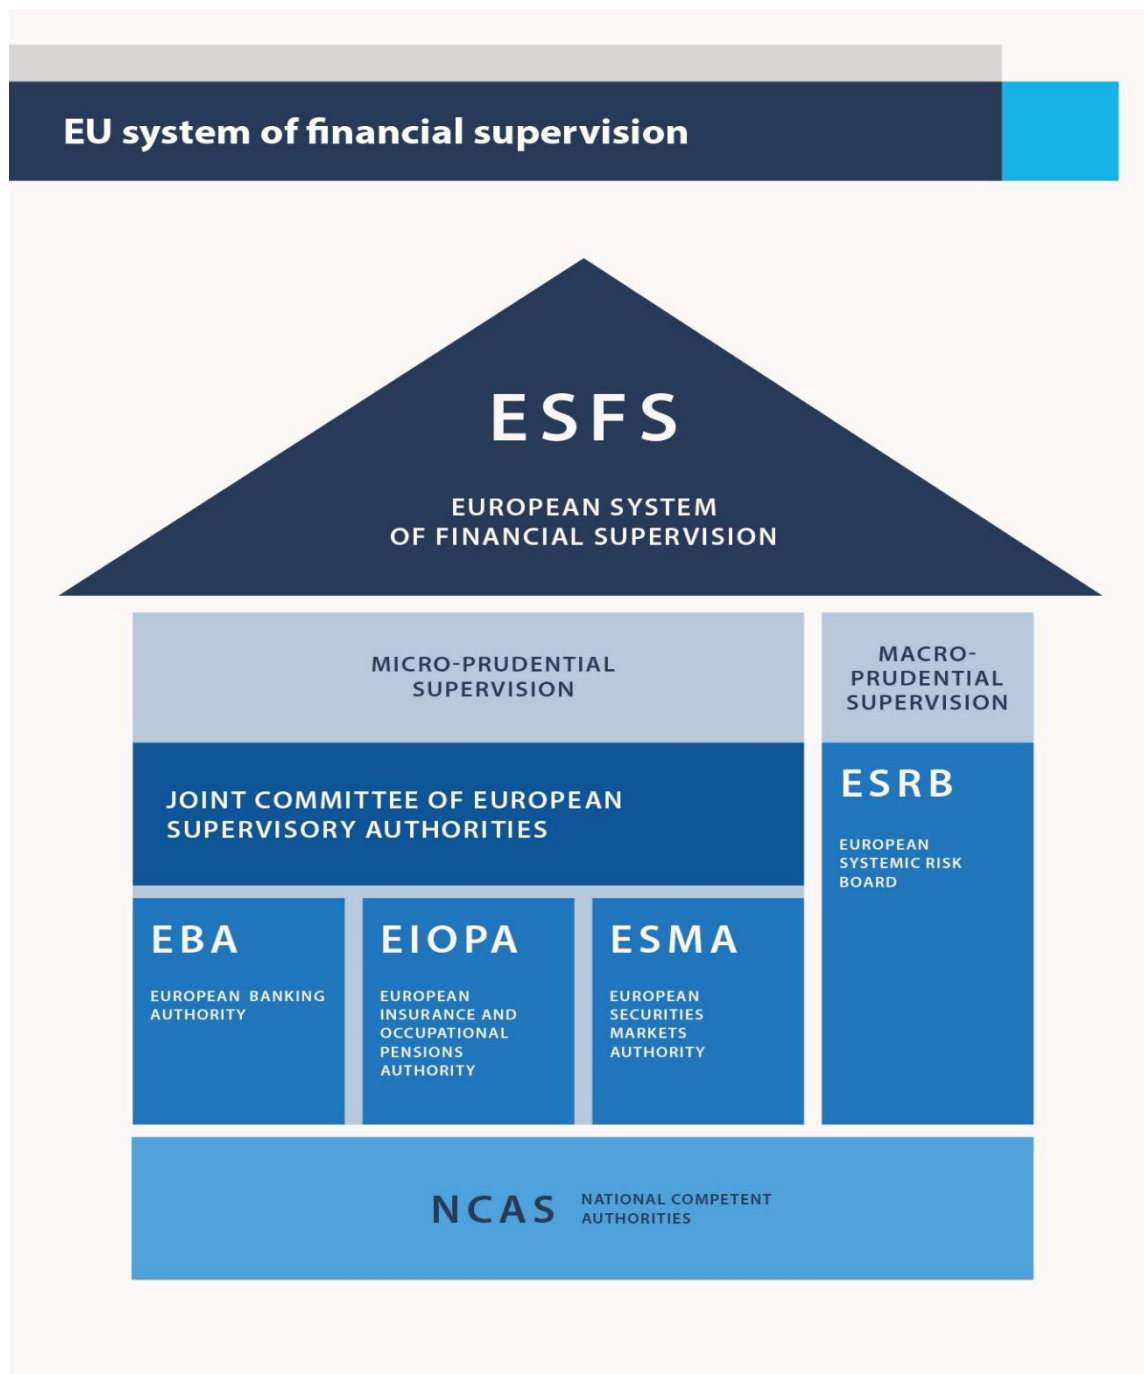 EU system of financial supervision
ESFS
EUROPEAN SYSTEM
OF FINANCIAL SUPERVISION
MICRO-PRUDENTIAL
SUPERVISION
MACRO-
PRUDENTIAL
SUPERVISION
JOINT COMMITTEE OF EUROPEAN
SUPERVISORY AUTHORITIES
ESRB
EUROPEAN
SYSTEMIC RISK
BOARD
EBA
EUROPEAN BANKING
AUTHORITY
EIOPA
EUROPEAN
INSURANCE AND
OCCUPATIONAL
PENSIONS
AUTHORITY
ESMA
EUROPEAN
SECURITIES
MARKETS
AUTHORITY
NCAS
NATIONAL COMPETENT
AUTHORITIES